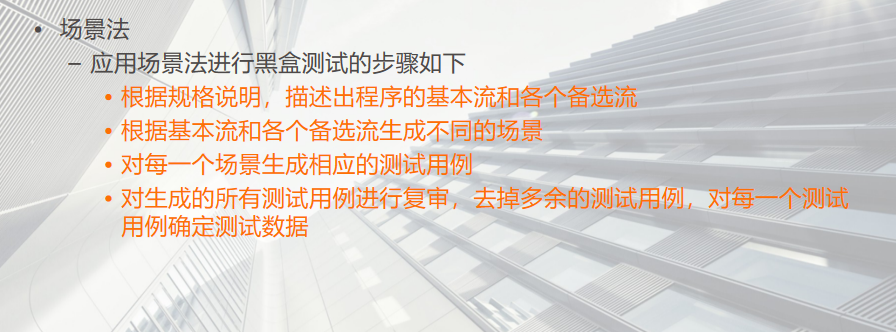 • 场景法
– 应用场景法进行黑盒测试的步骤如下
• 根据规格说明，描述出程序的基本流和各个备选流
• 根据基本流和各个备选流生成不同的场景
• 对每一个场景生成相应的测试用例
• 对生成的所有测试用例进行复审，去掉多余的测试用例，对每一个测试
用例确定测试数据